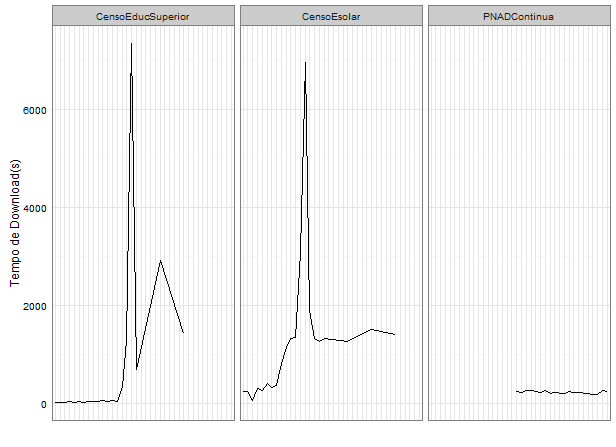 CensoEducSuperior
CensoEsolar
PNADContinua
Tempo de Download(s)
6000
4000
2000
0